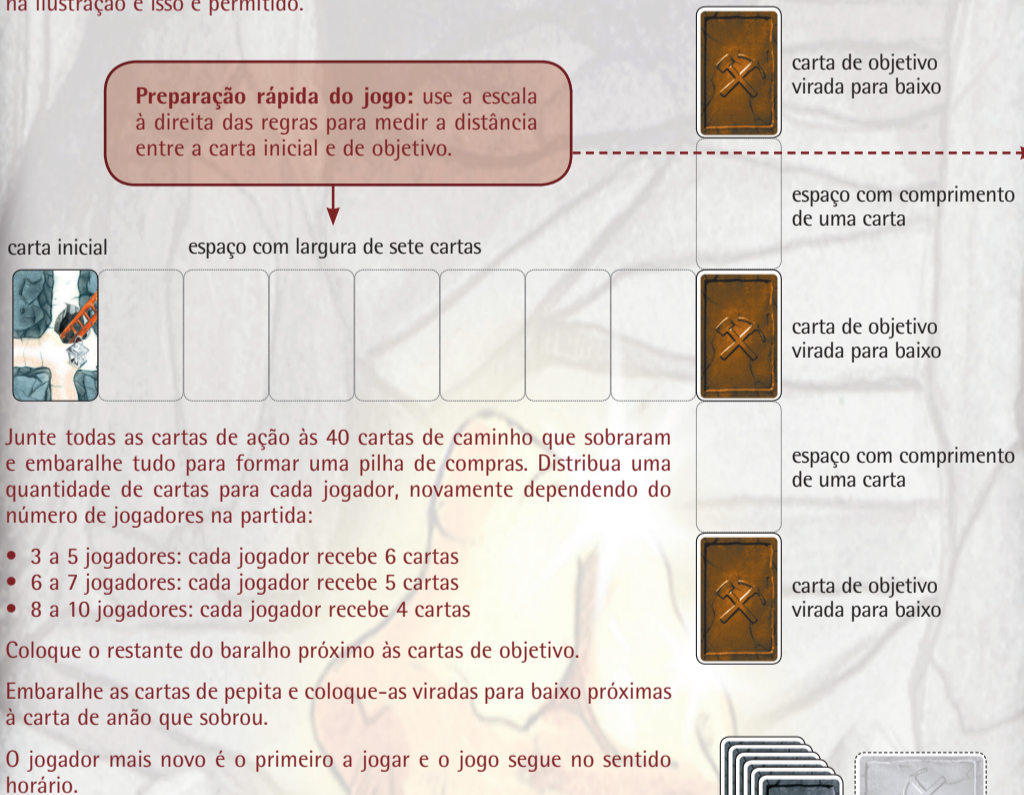 na ilustração e isso é permitido.
carta de objetivo
virada para baixo
Preparação rápida do jogo: use a escala
à direita das regras para medir a distância
entre a carta inicial e de objetivo.
espaço com comprimento
de uma carta
carta inicial
espaço com largura de sete cartas
carta de objetivo
virada para baixo
Junte todas as cartas de ação às 40 cartas de caminho que sobraram
e embaralhe tudo para formar uma pilha de compras. Distribua uma
quantidade de cartas para cada jogador, novamente dependendo do
número de jogadores na partida:
espaço com comprimento
de uma carta
• 3 a 5 jogadores: cada jogador recebe 6 cartas
• 6 a 7 jogadores: cada jogador recebe 5 cartas
• 8 a 10 jogadores: cada jogador recebe 4 cartas
carta de objetivo
virada para baixo
Coloque o restante do baralho próximo às cartas de objetivo.
Embaralhe as cartas de pepita e coloque-as viradas para baixo próximas
à carta de anão que sobrou.
O jogador mais novo é o primeiro a jogar e o jogo segue no sentido
horário.